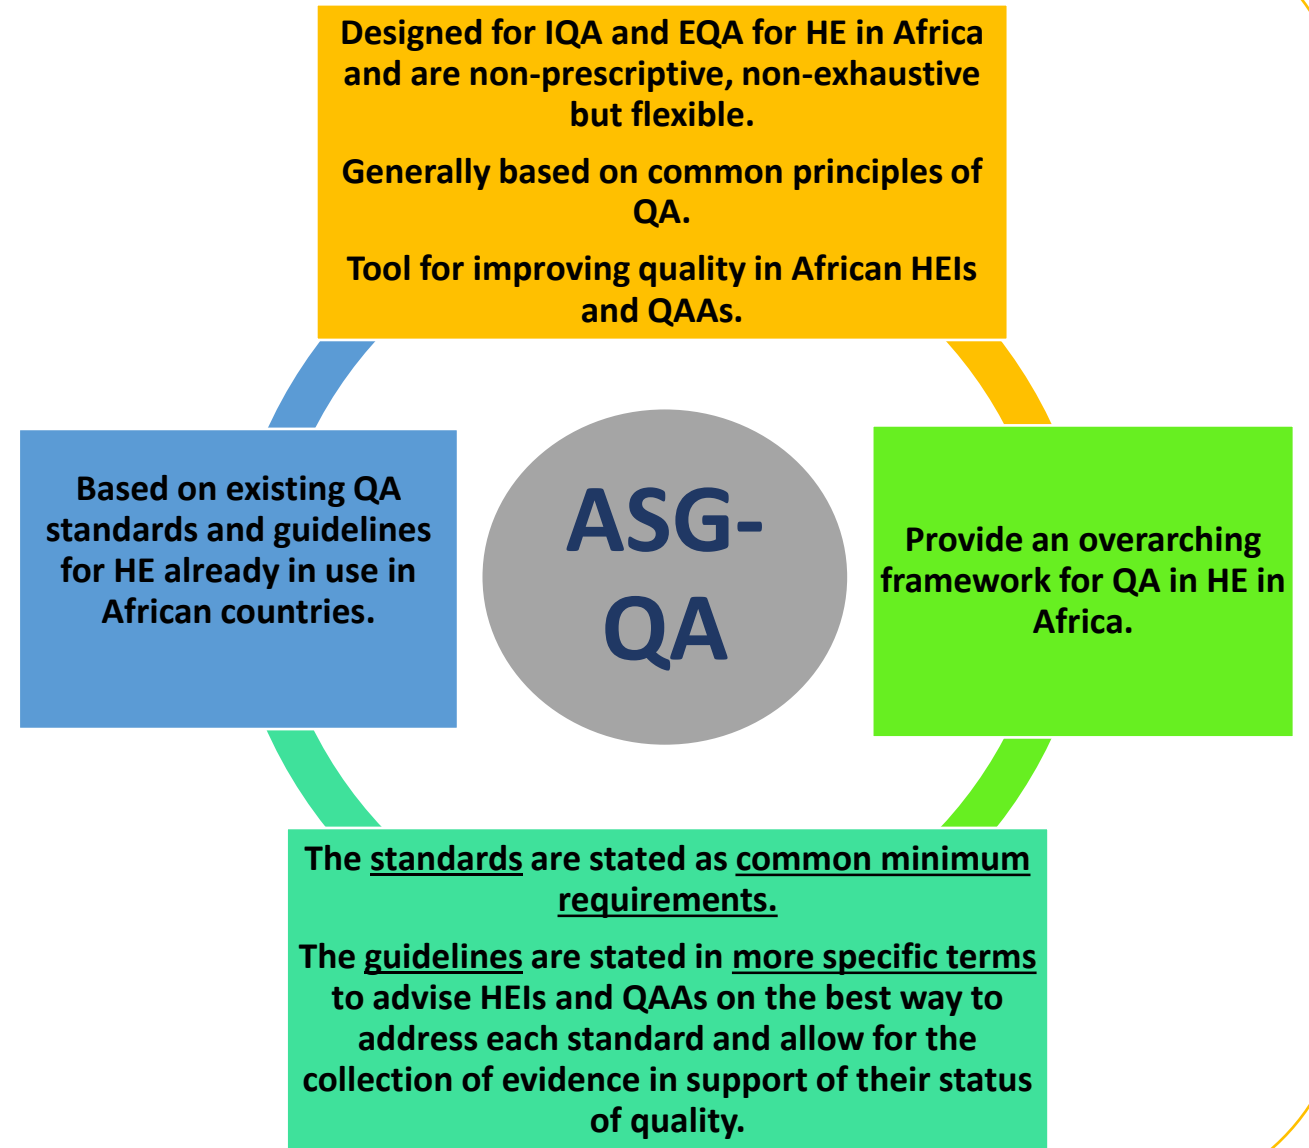 Designed for IQA and EQA for HE in Africa
and are non-prescriptive, non-exhaustive
but flexible.
Generally based on common principles of
QA.
Tool for improving quality in African HEIs
and QAAs.
Based on existing QA
standards and guidelines
for HE already in use in
African countries.
ASG-
QA
Provide an overarching
framework for QA in HE in
Africa.
The standards are stated as common minimum
requirements.
The guidelines are stated in more specific terms
to advise HEIs and QAAs on the best way to
address each standard and allow for the
collection of evidence in support of their status
of quality.